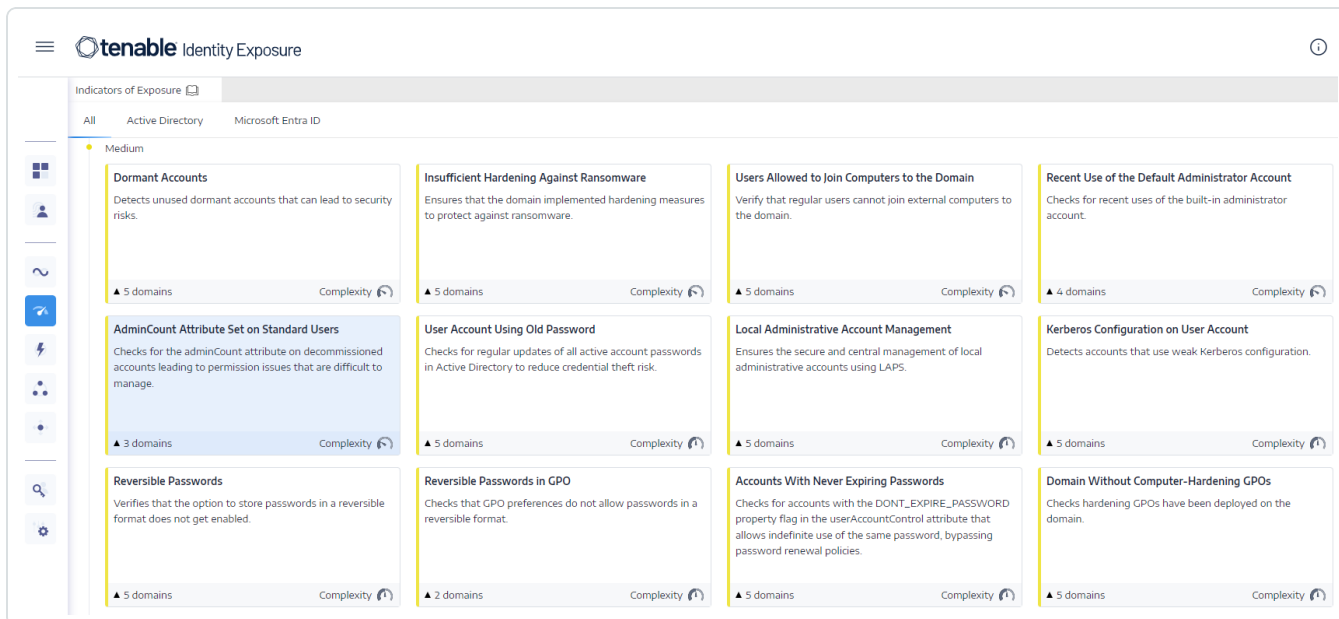 tenable Identity Exposure
Indicators of Exposure
All Active Directory Microsoft Entra ID
Medium
Dormant Accounts
Detects unused dormant accounts that can lead to security
risks.
5 domains Complexity
Insufficient Hardening Against Ransomware
Ensures that the domain implemented hardening measures
to protect against ransomware.
5 domains Complexity
Users Allowed to Join Computers to the Domain
Verify that regular users cannot join external computers to
the domain.
5 domains Complexity
Recent Use of the Default Administrator Account
Checks for recent uses of the built-in administrator
account.
4 domains Complexity
AdminCount Attribute Set on Standard Users
Checks for the adminCount attribute on decommissioned
accounts leading to permission issues that are difficult to
manage.
3 domains Complexity
User Account Using Old Password
Checks for regular updates of all active account passwords
in Active Directory to reduce credential theft risk.
5 domains Complexity
Local Administrative Account Management
Ensures the secure and central management of local
administrative accounts using LAPS.
5 domains Complexity
Kerberos Configuration on User Account
Detects accounts that use weak Kerberos configuration.
5 domains Complexity
Reversible Passwords
Verifies that the option to store passwords in a reversible
format does not get enabled.
5 domains Complexity
Reversible Passwords in GPO
Checks that GPO preferences do not allow passwords in a
reversible format.
2 domains Complexity
Accounts With Never Expiring Passwords
Checks for accounts with the DONT_EXPIRE_PASSWORD
property flag in the userAccountControl attribute that
allows indefinite use of the same password, bypassing
password renewal policies.
5 domains Complexity
Domain Without Computer-Hardening GPOs
Checks hardening GPOs have been deployed on the
domain.
5 domains Complexity